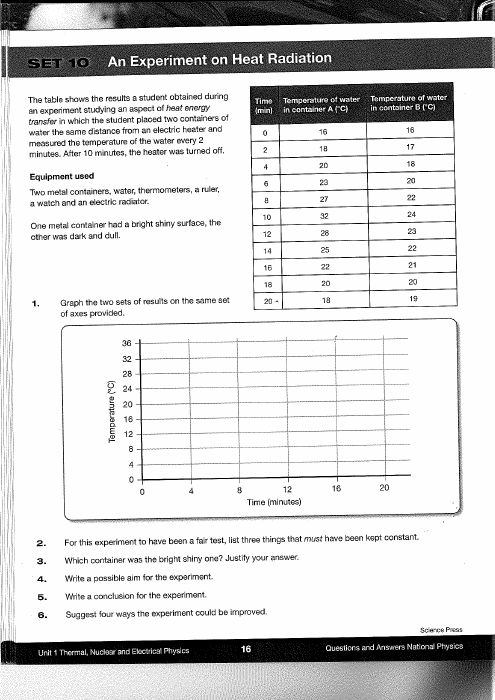 SET 10 An Experiment on Heat Radiation
The table shows the results a student obtained during
an experiment studying an aspect of heat energy
transfer in which the student placed two containers of
water the same distance from an electric heater and
measured the temperature of the water every 2
minutes. After 10 minutes, the heater was turned off.
Equipment used
Two metal containers, water, thermometers, a ruler,
a watch and an electric radiator.
One metal container had a bright shiny surface, the
other was dark and dull.
Time (min) Temperature of water in container A (°C) Temperature of water in container B (°C)
0 16 16
2 18 17
4 20 18
6 23 20
8 27 22
10 32 24
12 28 23
14 25 22
16 22 21
18 20 20
20 18 19
1. Graph the two sets of results on the same set
of axes provided.
Temperature (°C)
36
32
28
24
20
16
12
8
4
0
0 4 8 12 16 20
Time (minutes)
2. For this experiment to have been a fair test, list three things that must have been kept constant.
3. Which container was the bright shiny one? Justify your answer.
4. Write a possible aim for the experiment.
5. Write a conclusion for the experiment.
6. Suggest four ways the experiment could be improved.
Science Press
Unit 1 Thermal, Nuclear and Electrical Physics 16 Questions and Answers National Physics